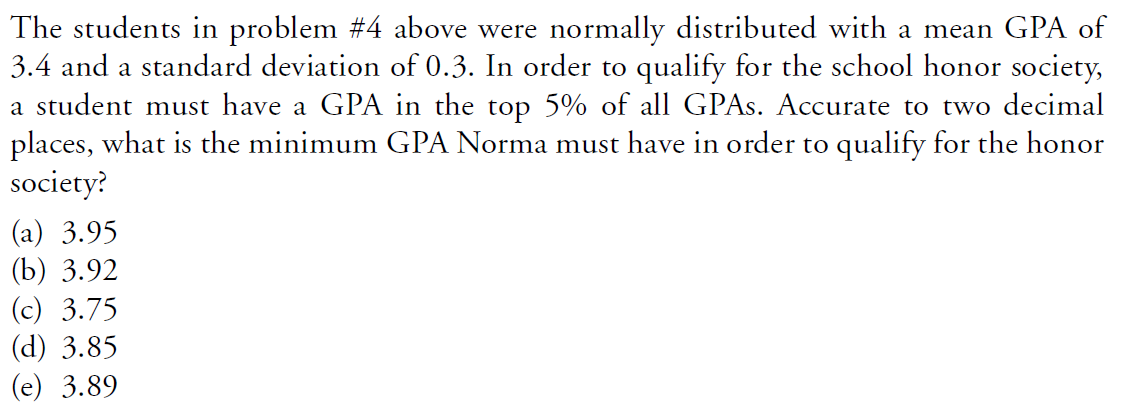 The students in problem #4 above were normally distributed with a mean GPA of
3.4 and a standard deviation of 0.3. In order to qualify for the school honor society,
a student must have a GPA in the top 5% of all GPAs. Accurate to two decimal
places, what is the minimum GPA Norma must have in order to qualify for the honor
society?
(a) 3.95
(b) 3.92
(c) 3.75
(d) 3.85
(e) 3.89